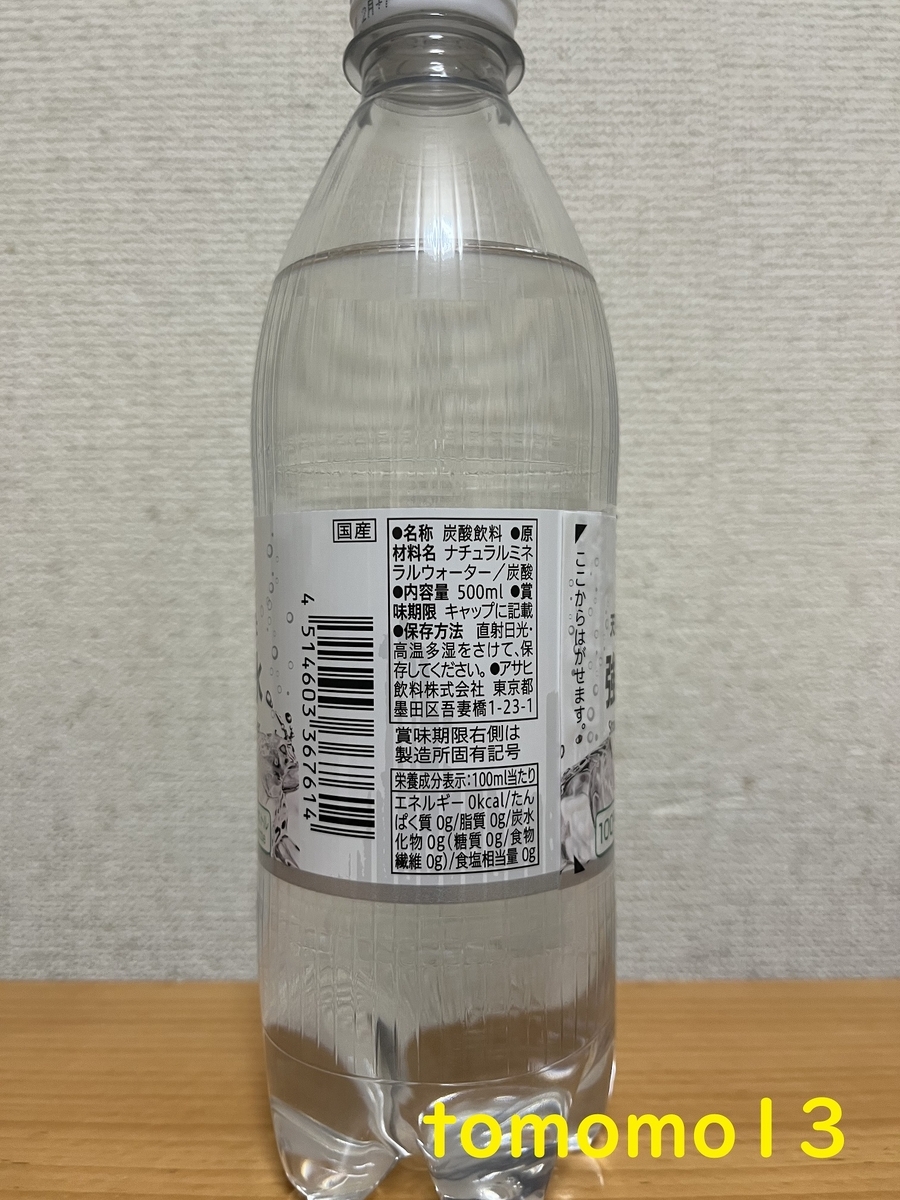 国産
●名称 炭酸飲料 ●原
材料名 ナチュラルミネ
ラルウォーター／炭酸
●内容量 500ml ●賞
味期限 キャップに記載
●保存方法 直射日光・
高温多湿をさけて、保
存してください。●アサヒ
飲料株式会社 東京都
墨田区吾妻橋1-23-1
賞味期限右側は
製造所固有記号
栄養成分表示:100ml当たり
エネルギー 0kcal/たん
ぱく質 0g/脂質 0g/炭水
化物 0g(糖質 0g/食物
繊維 0g)/食塩相当量 0g
4 514603 367614
ここからはがせます。
強
100
tomomo13